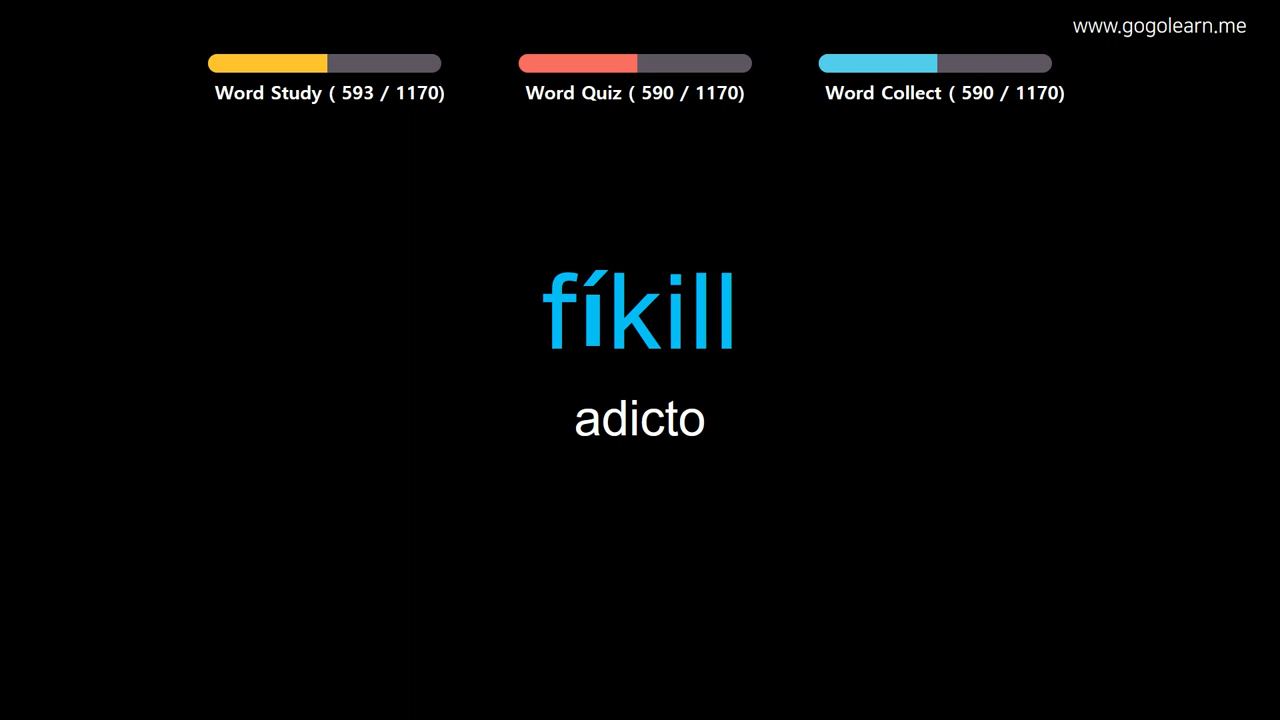 www.gogolearn.me
Word Study ( 593 / 1170)
Word Quiz ( 590 / 1170)
Word Collect ( 590 / 1170)
fíkill
adicto